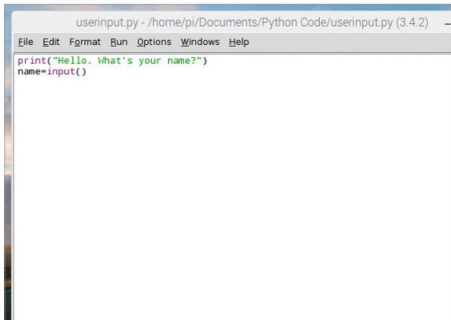 userinput.py - /home/pi/Documents/Python Code/userinput.py (3.4.2)
File Edit Format Run Options Windows Help
print("Hello. What's your name?")
name=input()